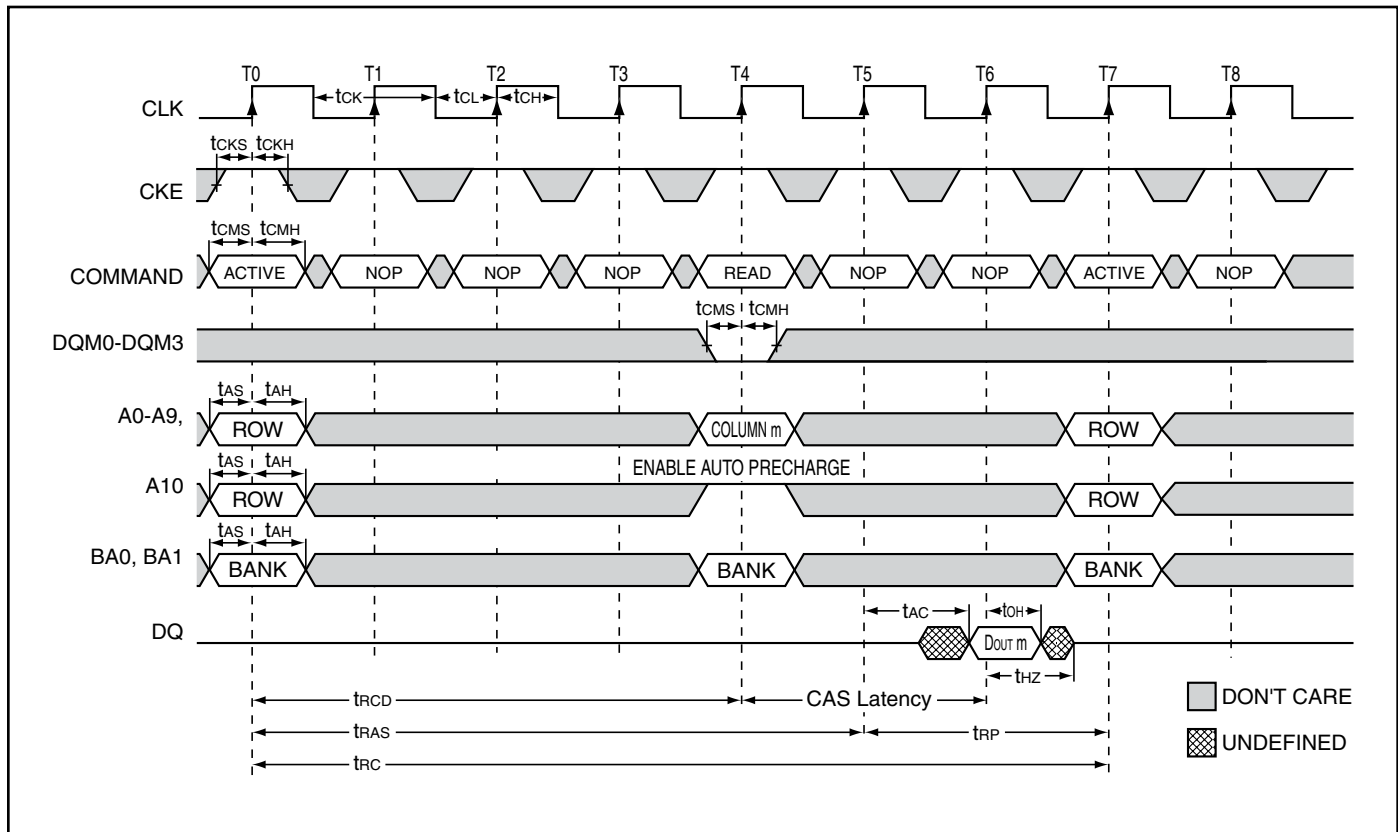 T0 T1 T2 T3 T4 T5 T6 T7 T8
CLK tCK tCL tCH
tCKS tCKH
CKE
tCMS tCMH
COMMAND ACTIVE NOP NOP NOP READ NOP NOP ACTIVE NOP
tCMS tCMH
DQM0-DQM3
tAS tAH
A0-A9, ROW COLUMN m ROW
tAS tAH ENABLE AUTO PRECHARGE
A10 ROW ROW
tAS tAH
BA0, BA1 BANK BANK BANK
tAC tOH
DQ DOUT m
tHZ
tRCD CAS Latency
DON'T CARE
tRAS tRP
UNDEFINED
tRC